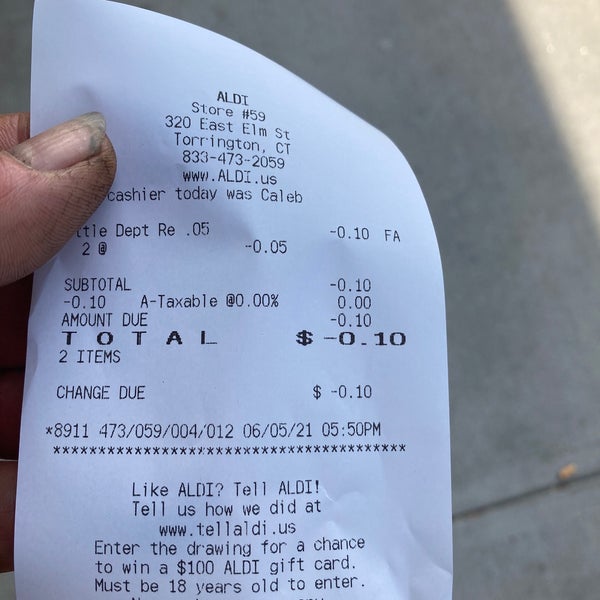 ALDI
Store #59
320 East Elm St
Torrington, CT
833-473-2059
www.ALDI.us
cashier today was Caleb
ttle Dept Re .05 -0.10 FA
2 @ -0.05
SUBTOTAL -0.10
-0.10 A-Taxable @0.00% 0.00
AMOUNT DUE -0.10
TOTAL $ -0.10
2 ITEMS
CHANGE DUE $ -0.10
*8911 473/059/004/012 06/05/21 05:50PM
****************************************
Like ALDI? Tell ALDI!
Tell us how we did at
www.tellaldi.us
Enter the drawing for a chance
to win a $100 ALDI gift card.
Must be 18 years old to enter.